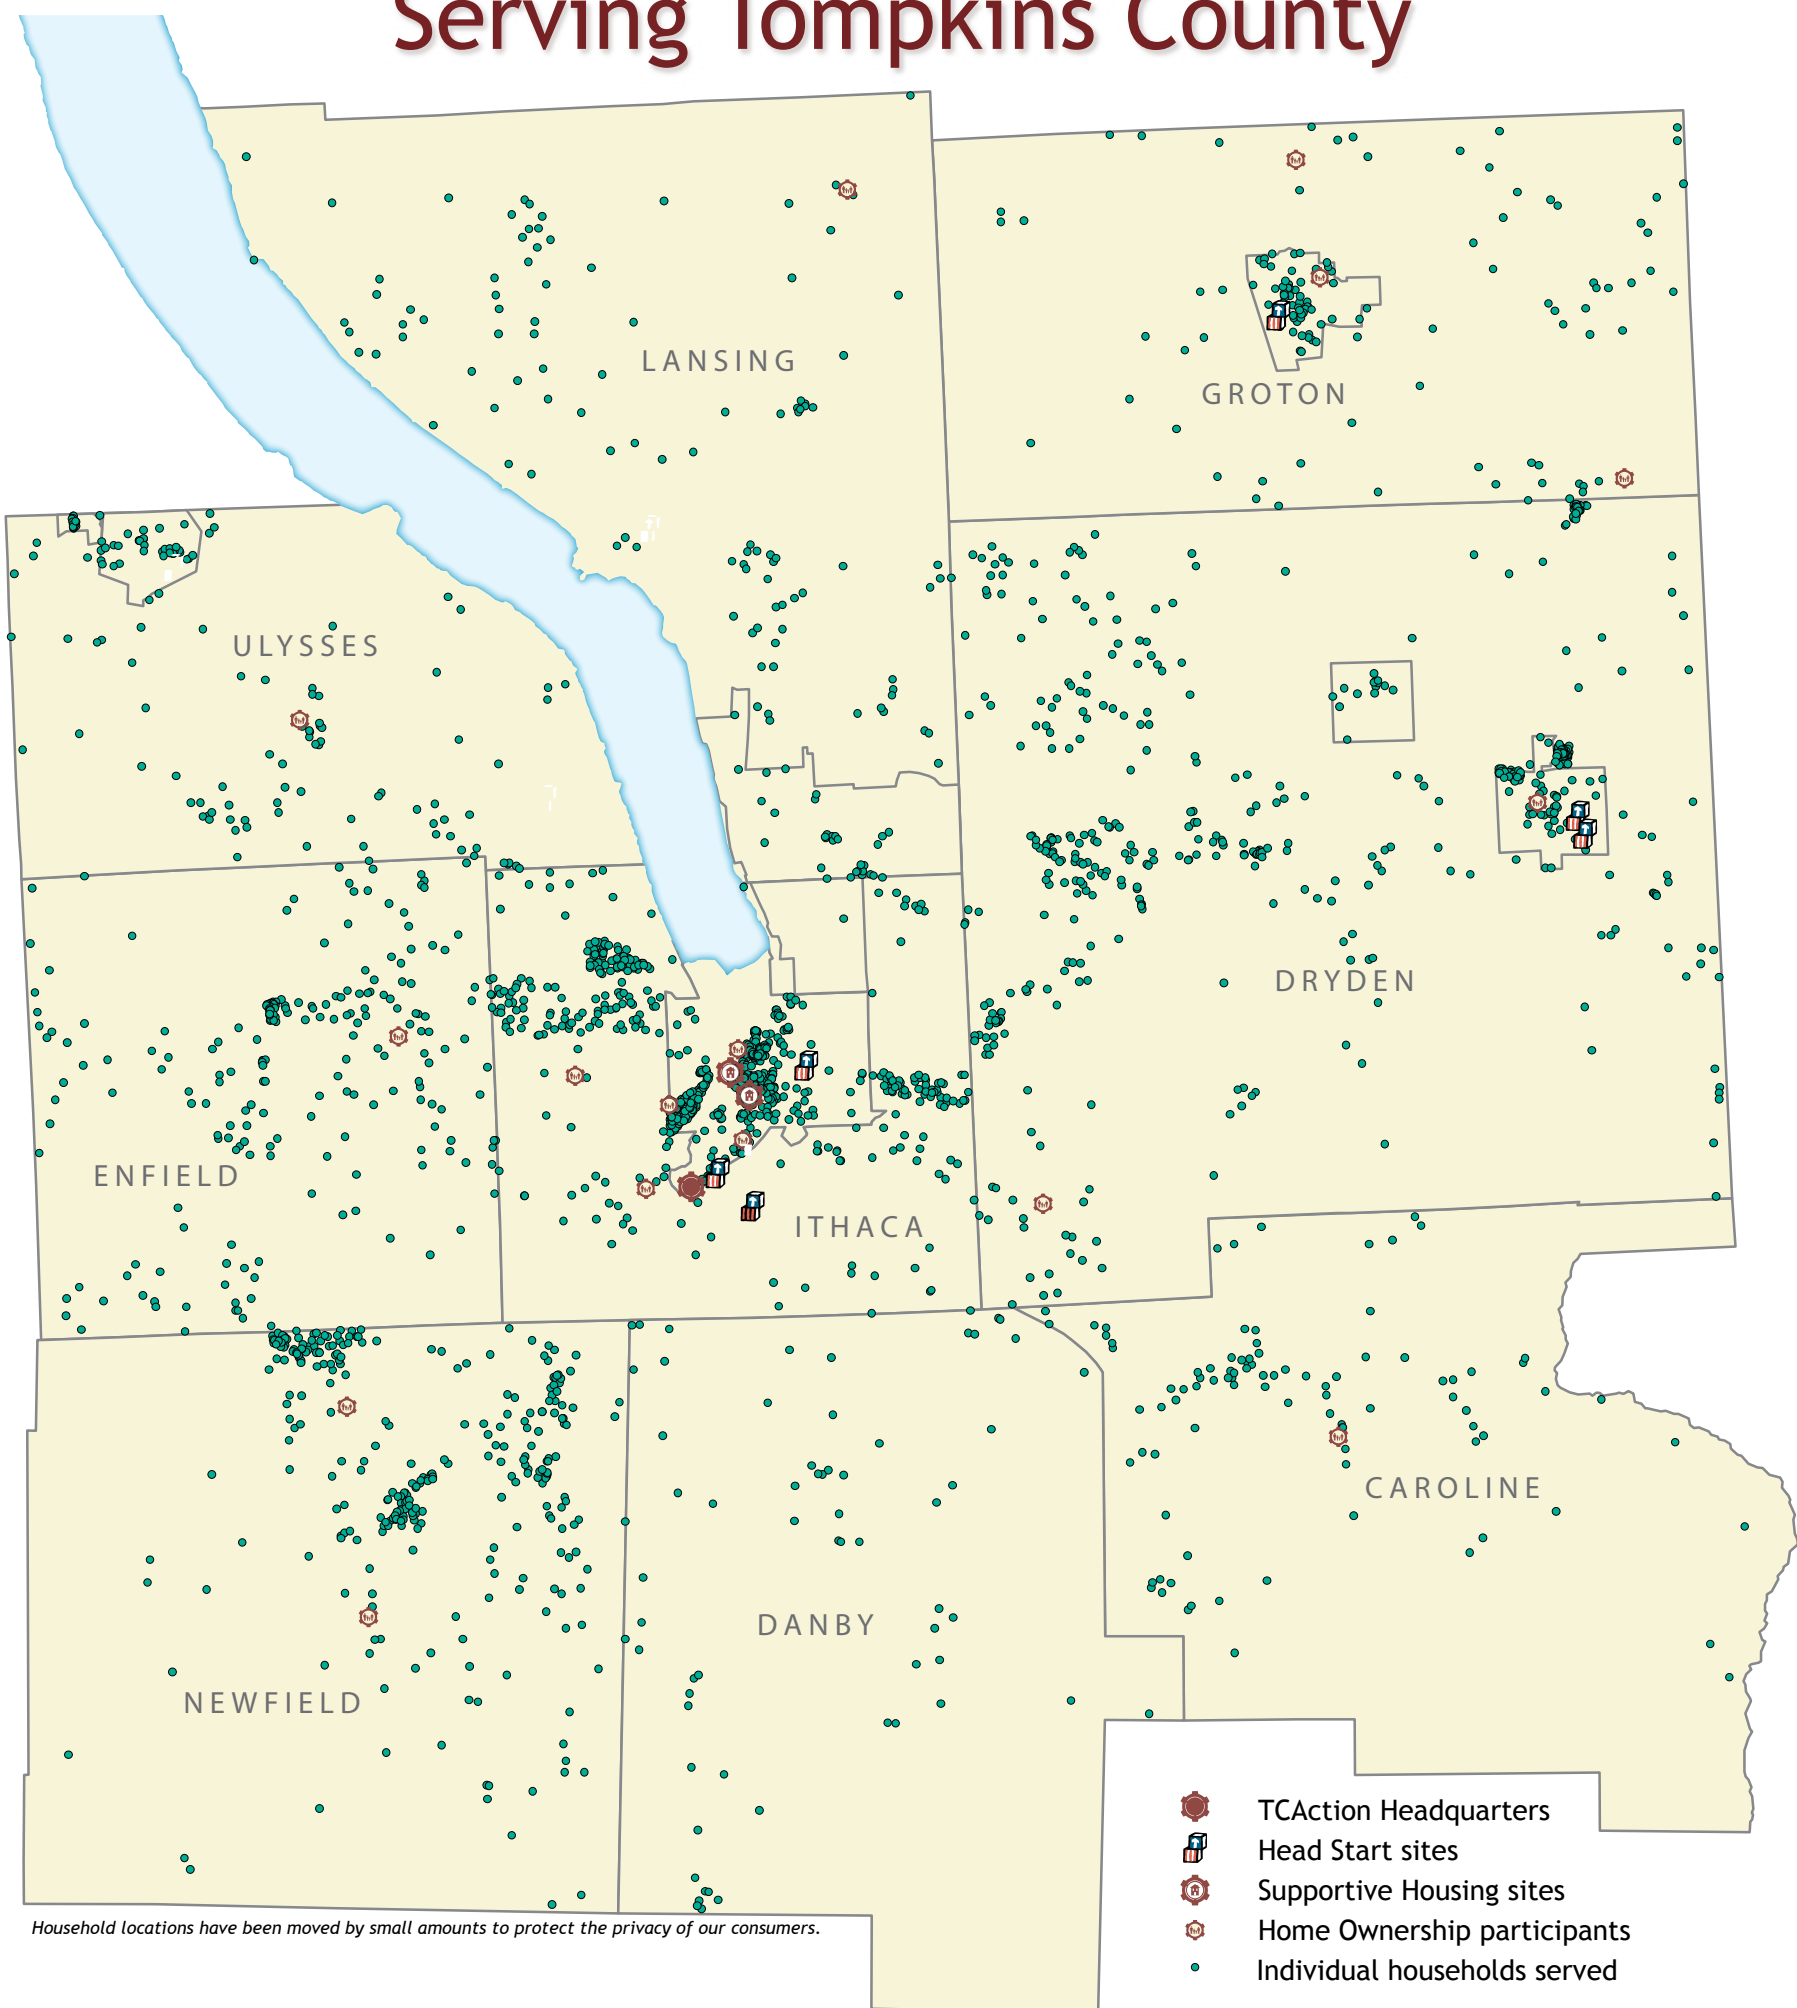 Serving Tompkins County
LANSING
GROTON
ULYSSES
DRYDEN
ENFIELD
ITHACA
CAROLINE
DANBY
NEWFIELD
TCAction Headquarters
Head Start sites
Supportive Housing sites
Home Ownership participants
Individual households served
Household locations have been moved by small amounts to protect the privacy of our consumers.